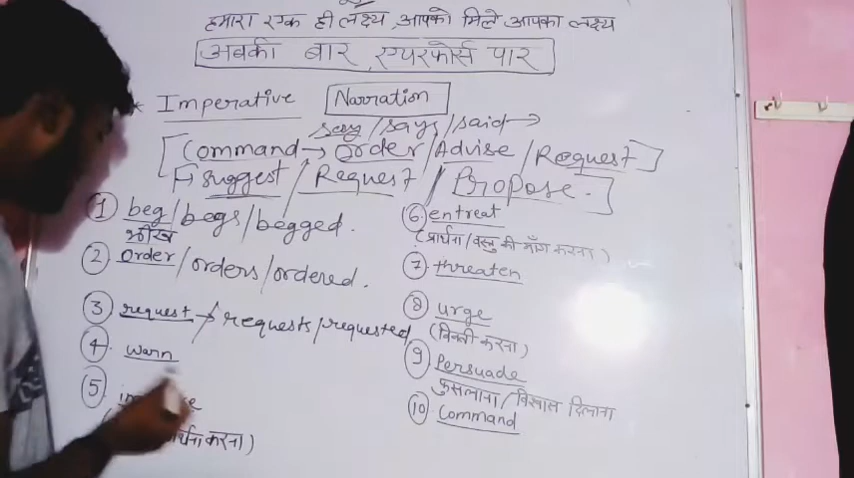 हमारा एक ही लक्ष्य आपको मिले आपका लक्ष्य
अबकी बार एयरफोर्स पार
* Imperative Narration
say/says/said →
[Command → Order/Advise/Request]
↳ Suggest/Request/Propose.]
① beg/begs/begged.
भीख
② order/orders/ordered.
③ request → requests/requested
④ warn
⑤
करना)
⑥ entreat
(प्रार्थना/वस्तु की माँग करना)
⑦ threaten
⑧ urge
(विनती करना)
⑨ Persuade
फुसलाना/विश्वास दिलाना
⑩ Command